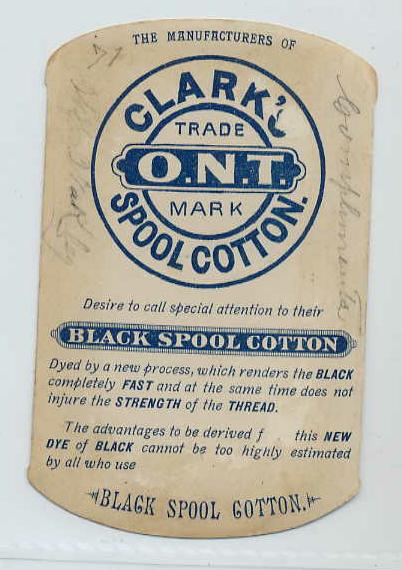 THE MANUFACTURERS OF
CLARK'S
TRADE
O.N.T.
MARK
SPOOL COTTON.
Compliments
Desire to call special attention to their
BLACK SPOOL COTTON
Dyed by a new process, which renders the BLACK
completely FAST and at the same time does not
injure the STRENGTH of the THREAD.
The advantages to be derived f this NEW
DYE of BLACK cannot be too highly estimated
by all who use
BLACK SPOOL COTTON.